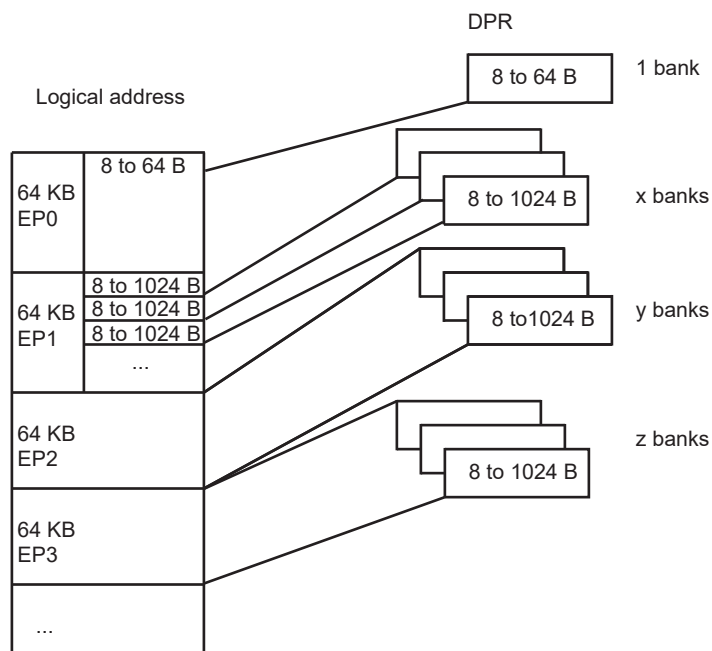 DPR
8 to 64 B
1 bank
Logical address
8 to 64 B
64 KB
EP0
8 to 1024 B
x banks
8 to 1024 B
8 to 1024 B
8 to 1024 B
...
64 KB
EP1
8 to1024 B
y banks
64 KB
EP2
8 to 1024 B
z banks
64 KB
EP3
...